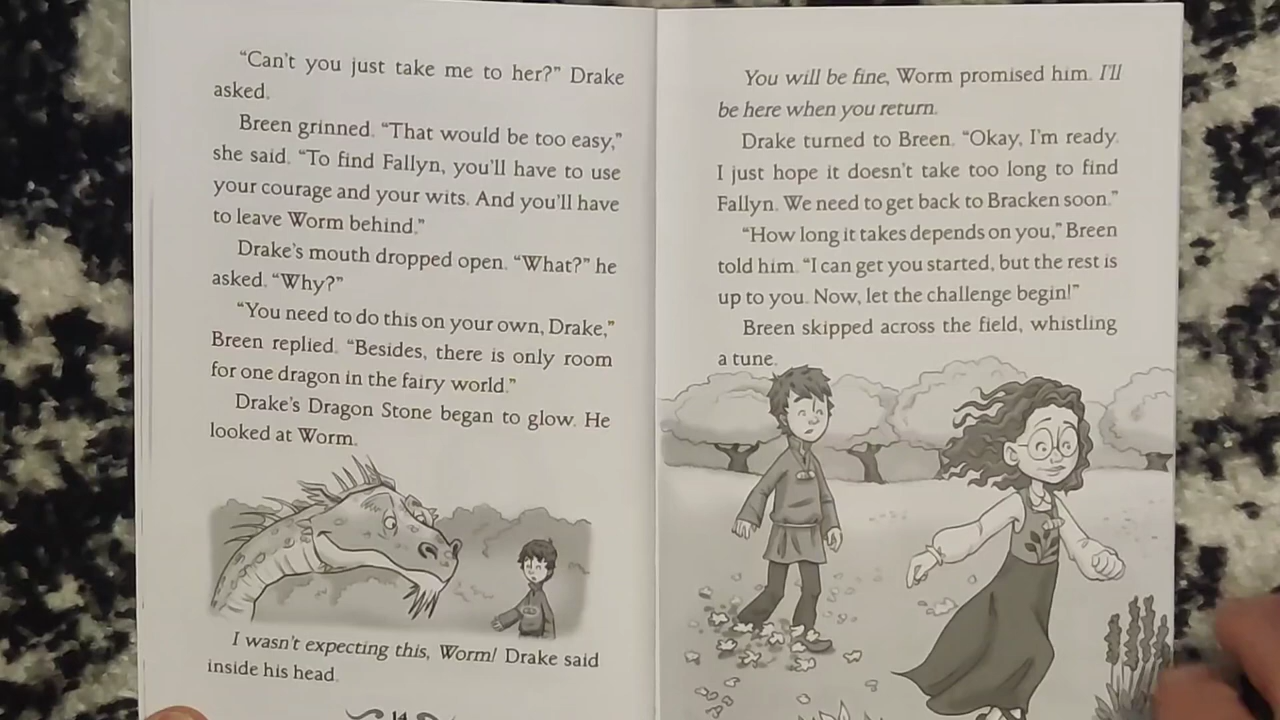 “Can’t you just take me to her?” Drake
asked.
Breen grinned. “That would be too easy,”
she said. “To find Fallyn, you’ll have to use
your courage and your wits. And you’ll have
to leave Worm behind.”
Drake’s mouth dropped open. “What?” he
asked. “Why?”
“You need to do this on your own, Drake,”
Breen replied. “Besides, there is only room
for one dragon in the fairy world.”
Drake’s Dragon Stone began to glow. He
looked at Worm.
I wasn’t expecting this, Worm! Drake said
inside his head.
14
You will be fine, Worm promised him. I’ll
be here when you return.
Drake turned to Breen. “Okay, I’m ready.
I just hope it doesn’t take too long to find
Fallyn. We need to get back to Bracken soon.”
“How long it takes depends on you,” Breen
told him. “I can get you started, but the rest is
up to you. Now, let the challenge begin!”
Breen skipped across the field, whistling
a tune.